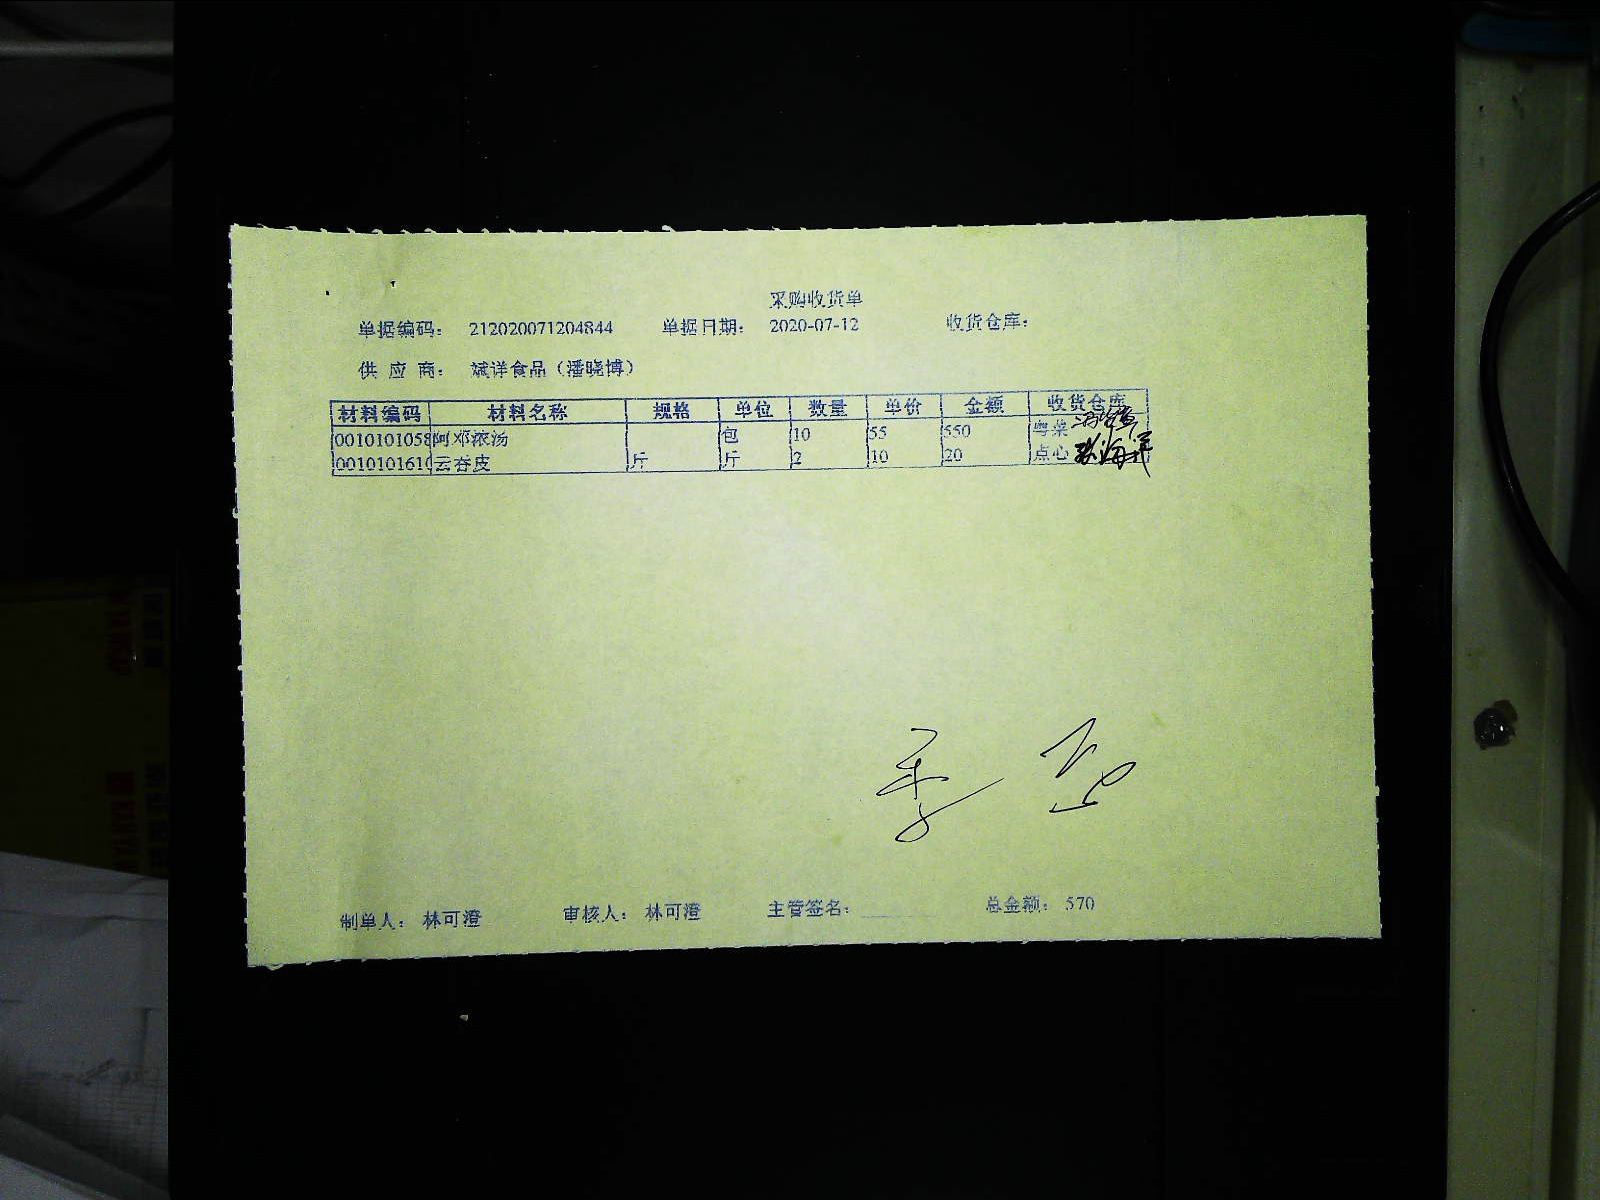 采购收货单
单据编码： 212020071204844 单据日期： 2020-07-12 收货仓库：
供 应 商： 斌洋食品（潘晓博）
材料编码 材料名称 规格 单位 数量 单价 金额 收货仓库
0010101058 阿邓浓汤 包 10 55 550 粤菜
0010101610 云吞皮 斤 斤 2 10 20 点心
制单人： 林可澄 审核人： 林可澄 主管签名： 总金额： 570